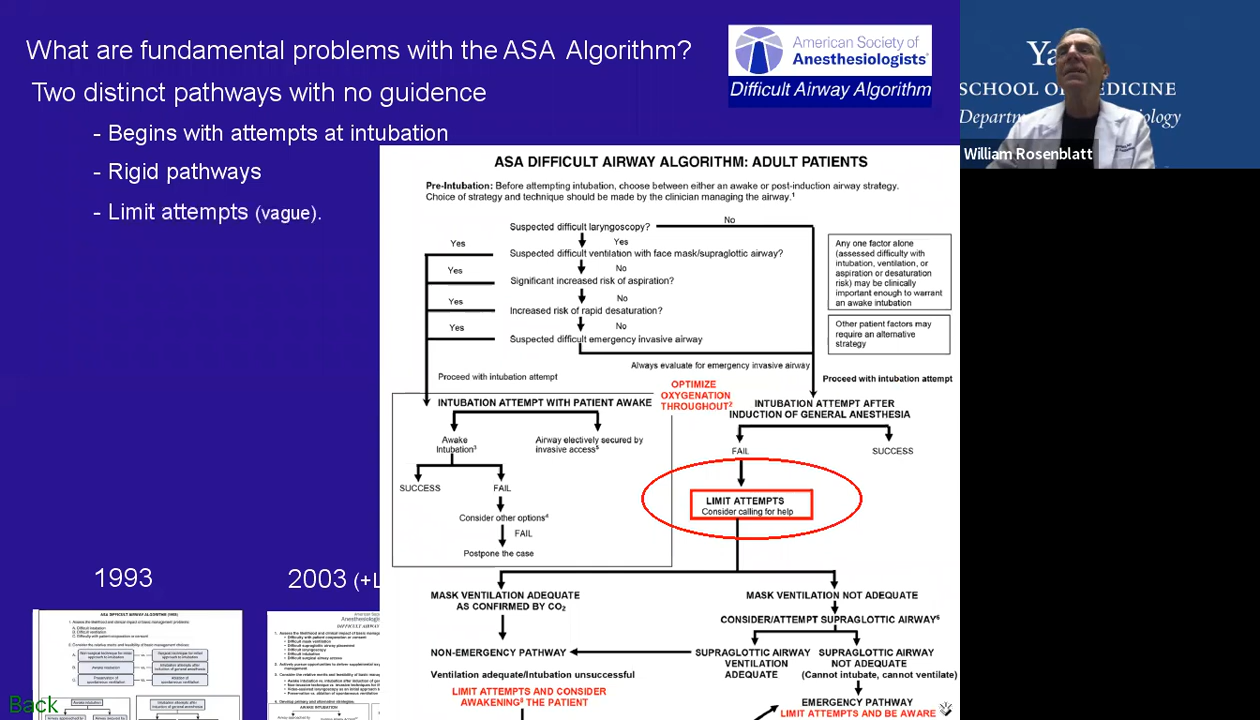 What are fundamental problems with the ASA Algorithm?
Two distinct pathways with no guidence
- Begins with attempts at intubation
- Rigid pathways
- Limit attempts (vague).
American Society of
Anesthesiologists®
Difficult Airway Algorithm
SCHOOL OF MEDICINE
William Rosenblatt
ASA DIFFICULT AIRWAY ALGORITHM: ADULT PATIENTS
Pre-Intubation: Before attempting intubation, choose between either an awake or post-induction airway strategy.
Choice of strategy and technique should be made by the clinician managing the airway.1
No
Suspected difficult laryngoscopy?
Yes
Yes
Suspected difficult ventilation with face mask/supraglottic airway?
Yes
No
Significant increased risk of aspiration?
Yes
No
Increased risk of rapid desaturation?
Yes
No
Suspected difficult emergency invasive airway
Any one factor alone
(assessed difficulty with
intubation, ventilation, or
aspiration or desaturation
risk) may be clinically
important enough to warrant
an awake intubation
Other patient factors may
require an alternative
strategy
Always evaluate for emergency invasive airway
Proceed with intubation attempt
Proceed with intubation attempt
OPTIMIZE
OXYGENATION
THROUGHOUT2
INTUBATION ATTEMPT WITH PATIENT AWAKE
INTUBATION ATTEMPT AFTER
INDUCTION OF GENERAL ANESTHESIA
Awake
Intubation3
Airway electively secured by
invasive access5
FAIL
SUCCESS
SUCCESS
FAIL
LIMIT ATTEMPTS
Consider calling for help
Consider other options4
FAIL
Postpone the case
1993
2003 (+L
MASK VENTILATION ADEQUATE
AS CONFIRMED BY CO2
MASK VENTILATION NOT ADEQUATE
CONSIDER/ATTEMPT SUPRAGLOTTIC AIRWAY6
NON-EMERGENCY PATHWAY
SUPRAGLOTTIC AIRWAY
VENTILATION
ADEQUATE
SUPRAGLOTTIC AIRWAY
NOT ADEQUATE
(Cannot intubate, cannot ventilate)
Ventilation adequate/Intubation unsuccessful
LIMIT ATTEMPTS AND CONSIDER
AWAKENING8 THE PATIENT
EMERGENCY PATHWAY
LIMIT ATTEMPTS AND BE AWARE
ASA DIFFICULT AIRWAY ALGORITHM (1993)
Back